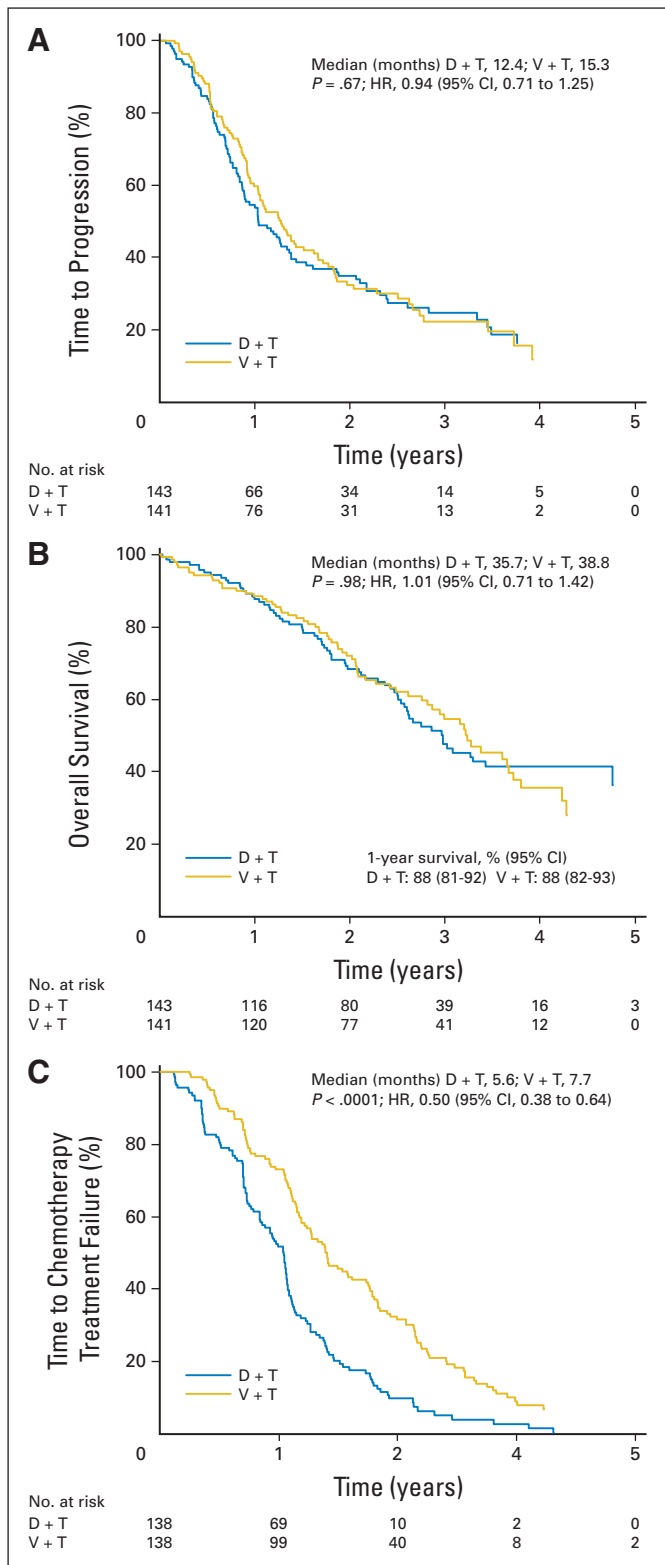 A
Median (months) D + T, 12.4; V + T, 15.3
P = .67; HR, 0.94 (95% CI, 0.71 to 1.25)
100
80
60
40
20
Time to Progression (%)
D + T
V + T
0 1 2 3 4 5
Time (years)
No. at risk
D + T 143 66 34 14 5 0
V + T 141 76 31 13 2 0
B
Median (months) D + T, 35.7; V + T, 38.8
P = .98; HR, 1.01 (95% CI, 0.71 to 1.42)
100
80
60
40
20
Overall Survival (%)
D + T 1-year survival, % (95% CI)
V + T D + T: 88 (81-92) V + T: 88 (82-93)
0 1 2 3 4 5
Time (years)
No. at risk
D + T 143 116 80 39 16 3
V + T 141 120 77 41 12 0
C
Median (months) D + T, 5.6; V + T, 7.7
P < .0001; HR, 0.50 (95% CI, 0.38 to 0.64)
100
80
60
40
20
Time to Chemotherapy
Treatment Failure (%)
D + T
V + T
0 1 2 4 5
Time (years)
No. at risk
D + T 138 69 10 2 0
V + T 138 99 40 8 2